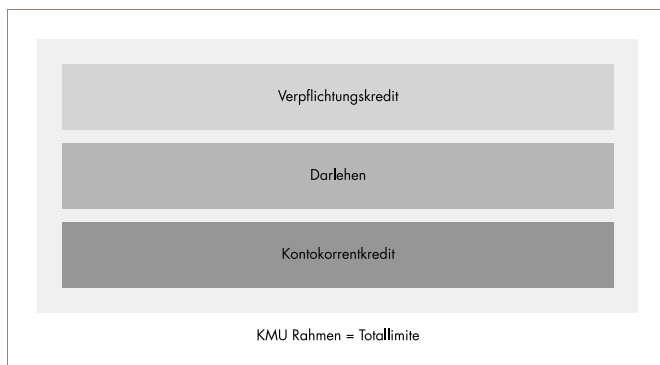 Verpflichtungskredit
Darlehen
Kontokorrentkredit
KMU Rahmen = Totallimite